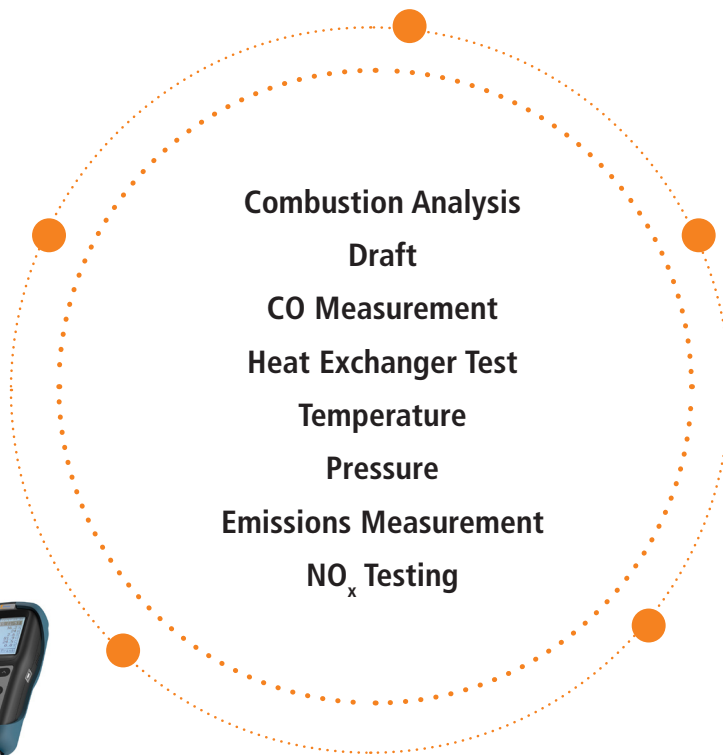 Combustion Analysis
Draft
CO Measurement
Heat Exchanger Test
Temperature
Pressure
Emissions Measurement
NOₓ Testing